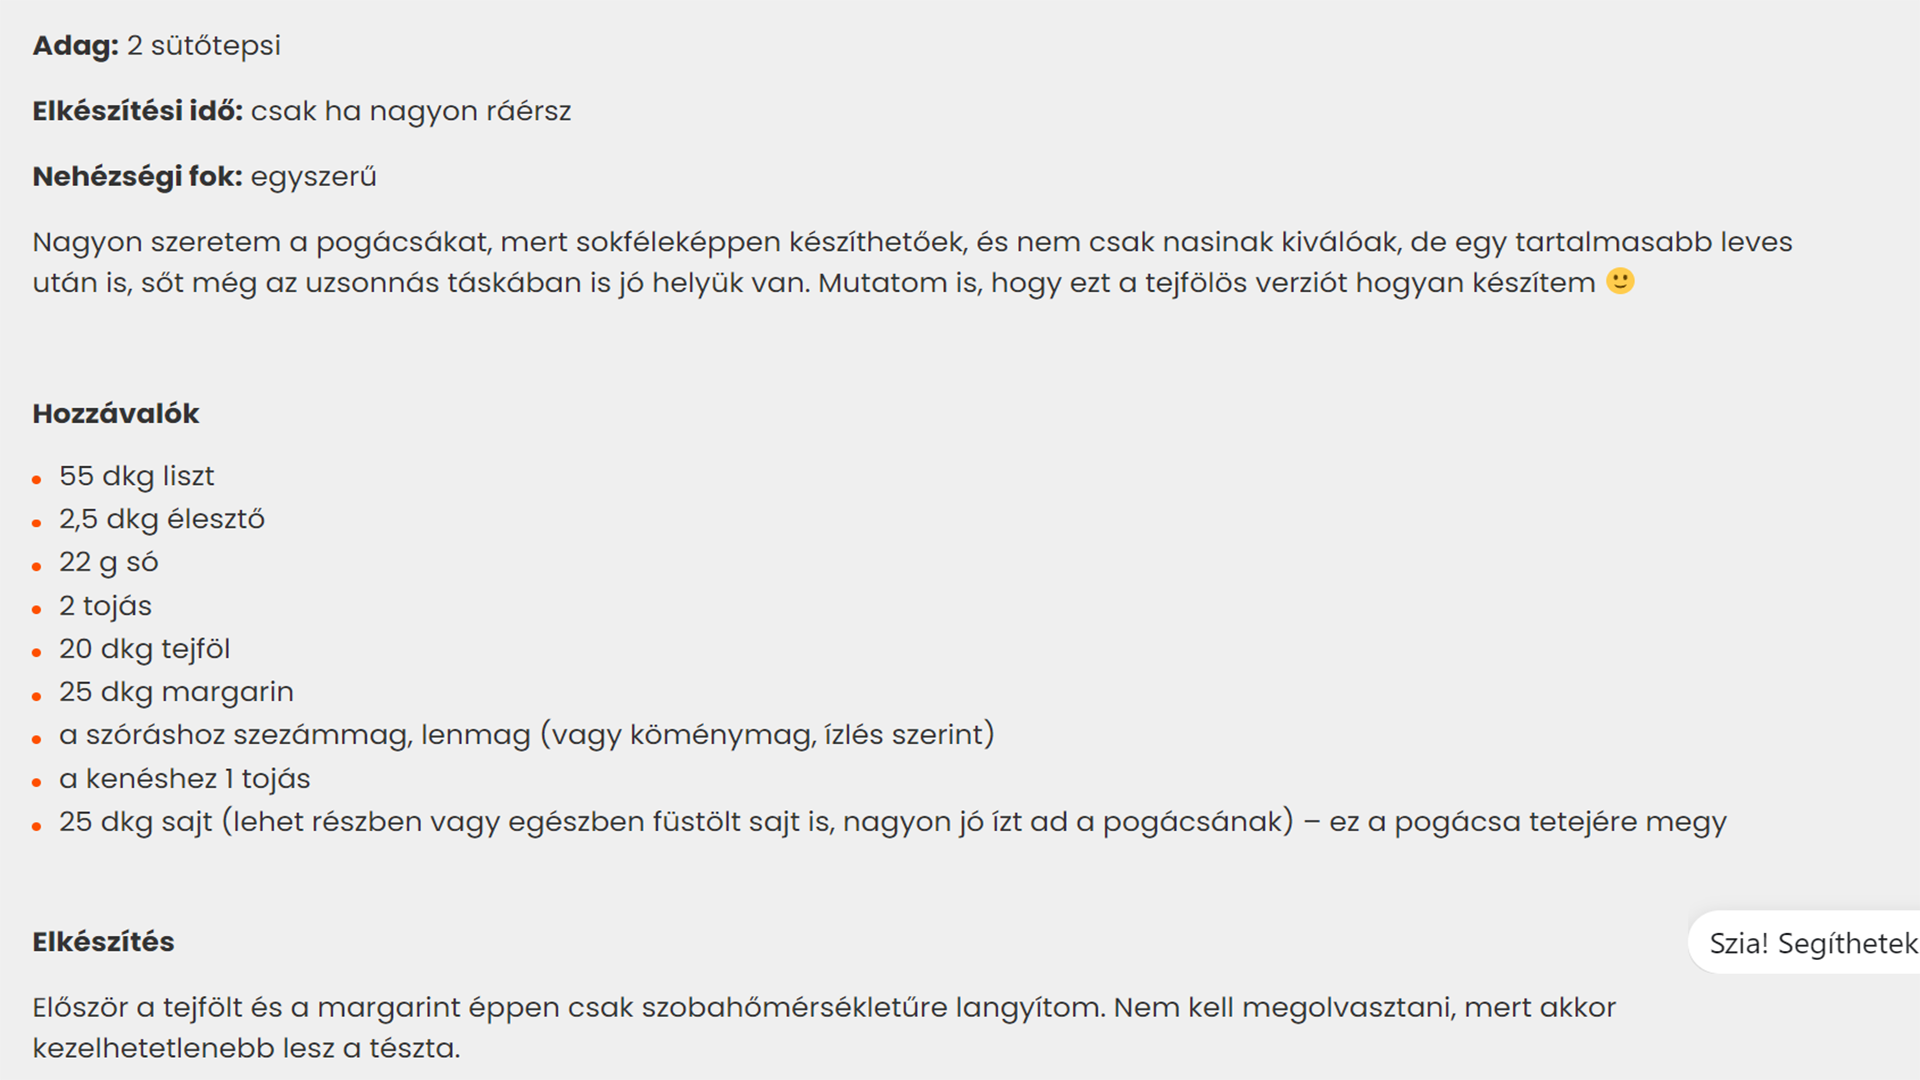 Adag: 2 sütőtepsi
Elkészítési idő: csak ha nagyon ráérsz
Nehézségi fok: egyszerű
Nagyon szeretem a pogácsákat, mert sokféleképpen készíthetőek, és nem csak nasinak kiválóak, de egy tartalmasabb leves
után is, sőt még az uzsonnás táskában is jó helyük van. Mutatom is, hogy ezt a tejfölös verziót hogyan készítem 🙂
Hozzávalók
55 dkg liszt
2,5 dkg élesztő
22 g só
2 tojás
20 dkg tejföl
25 dkg margarin
a szóráshoz szezámmag, lenmag (vagy köménymag, ízlés szerint)
a kenéshez 1 tojás
25 dkg sajt (lehet részben vagy egészben füstölt sajt is, nagyon jó ízt ad a pogácsának) – ez a pogácsa tetejére megy
Elkészítés
Szia! Segíthetek
Először a tejfölt és a margarint éppen csak szobahőmérsékletűre langyítom. Nem kell megolvasztani, mert akkor
kezelhetetlenebb lesz a tészta.